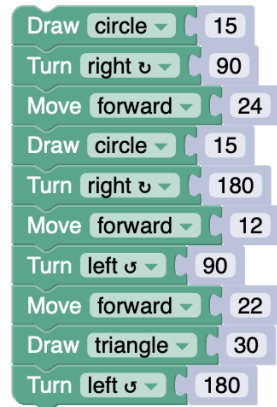 Draw circle 15
Turn right ↻ 90
Move forward 24
Draw circle 15
Turn right ↻ 180
Move forward 12
Turn left ↺ 90
Move forward 22
Draw triangle 30
Turn left ↺ 180